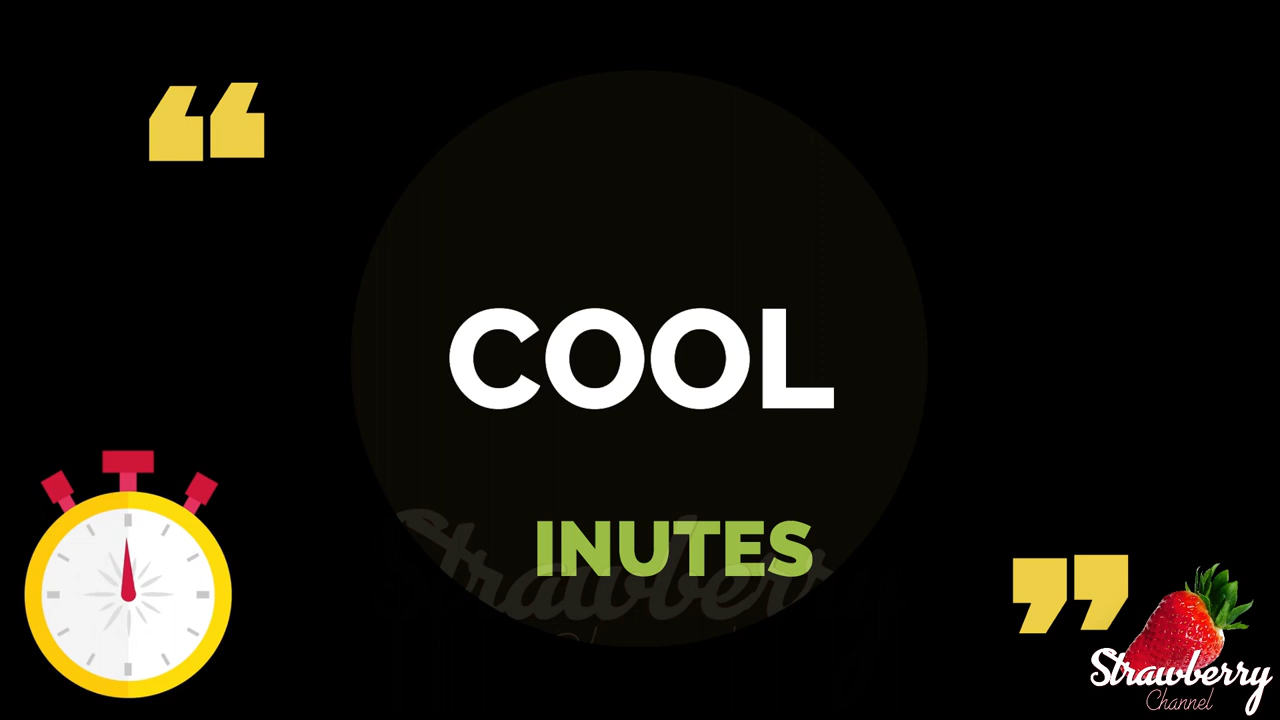 “
COOL
INUTES
”
Strawberry
Channel